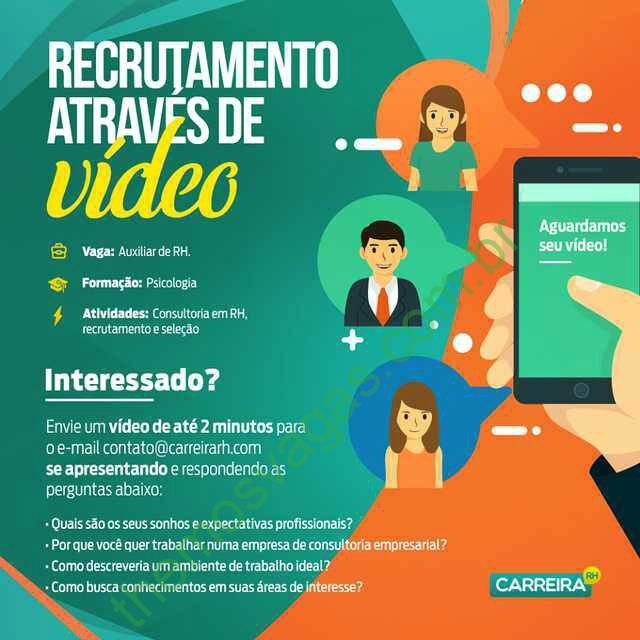 RECRUTAMENTO
ATRAVÉS DE
vídeo
Vaga: Auxiliar de RH.
Formação: Psicologia
Atividades: Consultoria em RH,
recrutamento e seleção
Aguardamos
seu vídeo!
Interessado?
Envie um vídeo de até 2 minutos para
o e-mail contato@carreirarh.com
se apresentando e respondendo as
perguntas abaixo:
• Quais são os seus sonhos e expectativas profissionais?
• Por que você quer trabalhar numa empresa de consultoria empresarial?
• Como descreveria um ambiente de trabalho ideal?
• Como busca conhecimentos em suas áreas de interesse?
CARREIRA RH
themosvagas.com.br